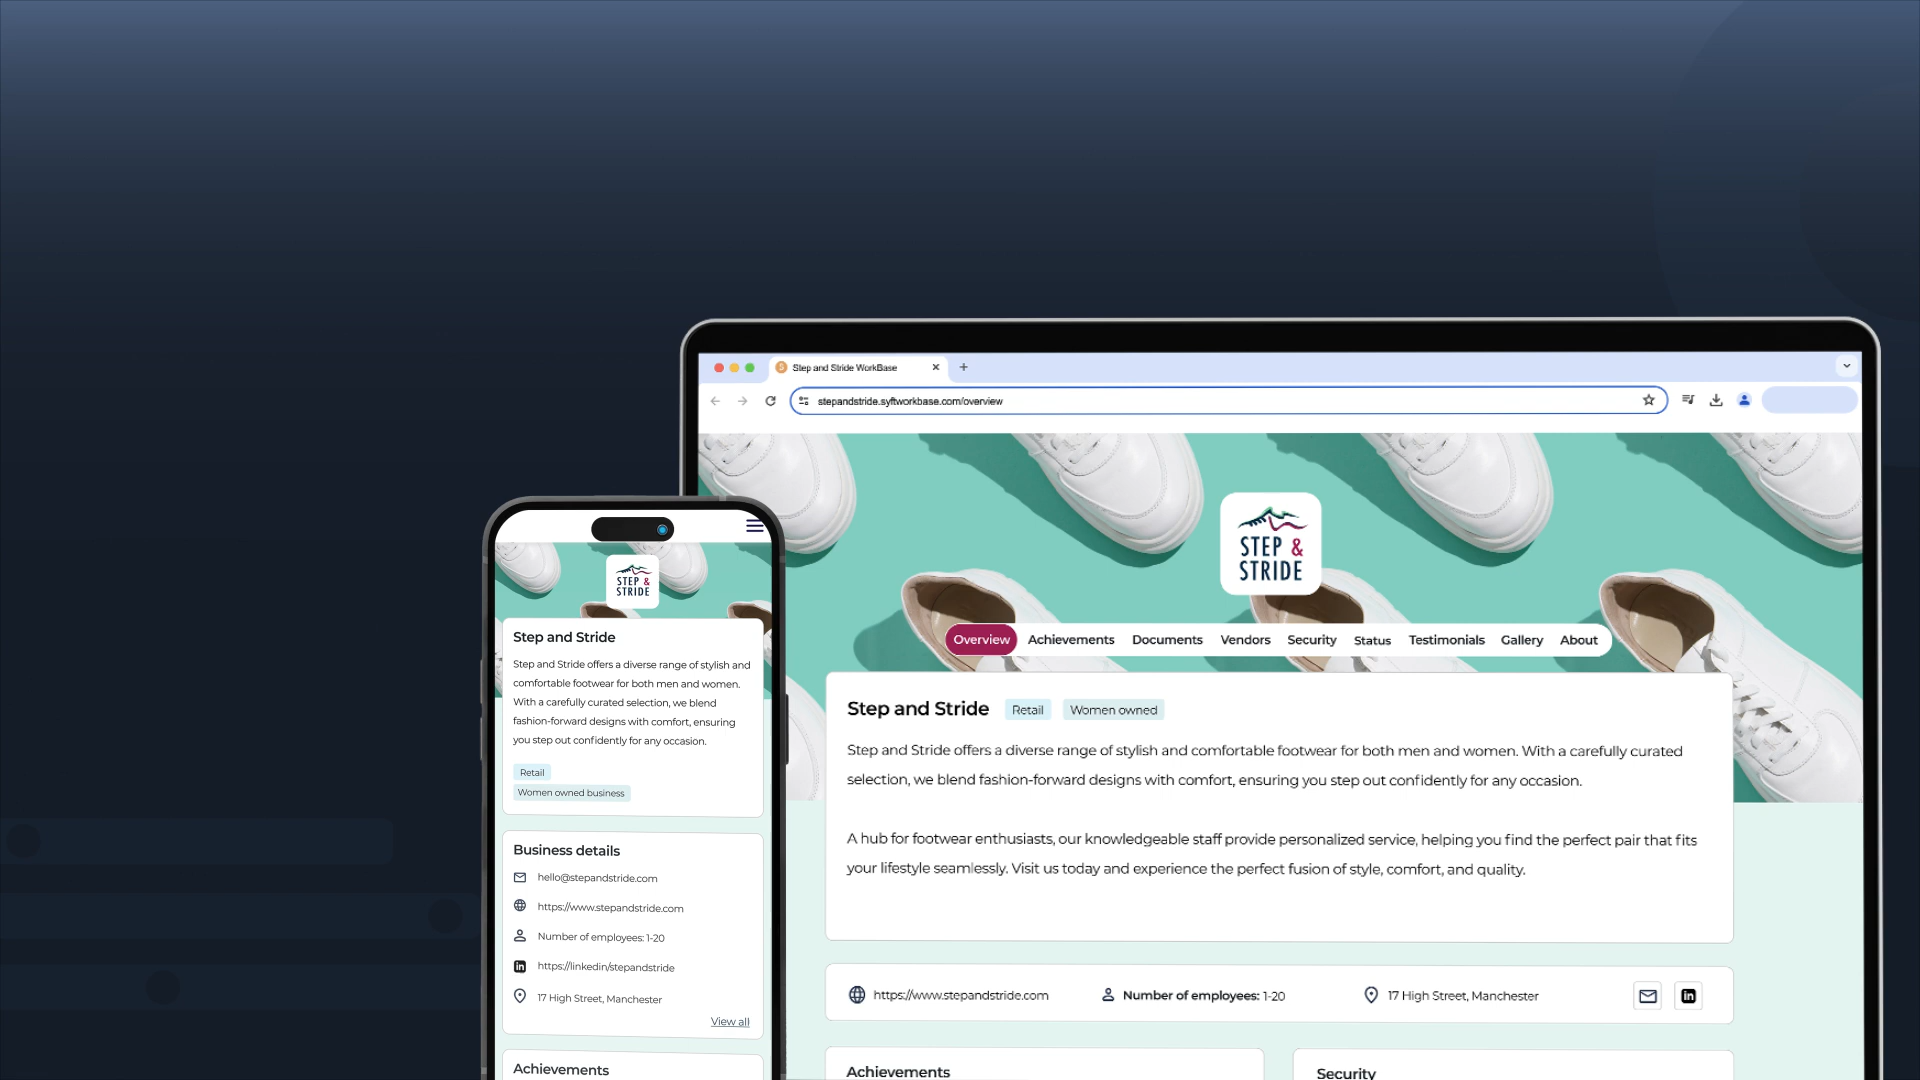 Step and Stride WorkBase
stepandstride.syftworkbase.com/overview
STEP &
STRIDE
Overview
Achievements
Documents
Vendors
Security
Status
Testimonials
Gallery
About
Step and Stride
Retail
Women owned
Step and Stride offers a diverse range of stylish and comfortable footwear for both men and women. With a carefully curated
selection, we blend fashion-forward designs with comfort, ensuring you step out confidently for any occasion.
A hub for footwear enthusiasts, our knowledgeable staff provide personalized service, helping you find the perfect pair that fits
your lifestyle seamlessly. Visit us today and experience the perfect fusion of style, comfort, and quality.
https://www.stepandstride.com
Number of employees: 1-20
17 High Street, Manchester
in
Achievements
Security
STEP &
STRIDE
Step and Stride
Step and Stride offers a diverse range of stylish and
comfortable footwear for both men and women.
With a carefully curated selection, we blend
fashion-forward designs with comfort, ensuring
you step out confidently for any occasion.
Retail
Women owned business
Business details
hello@stepandstride.com
https://www.stepandstride.com
Number of employees: 1-20
in
https://linkedin/stepandstride
17 High Street, Manchester
View all
Achievements